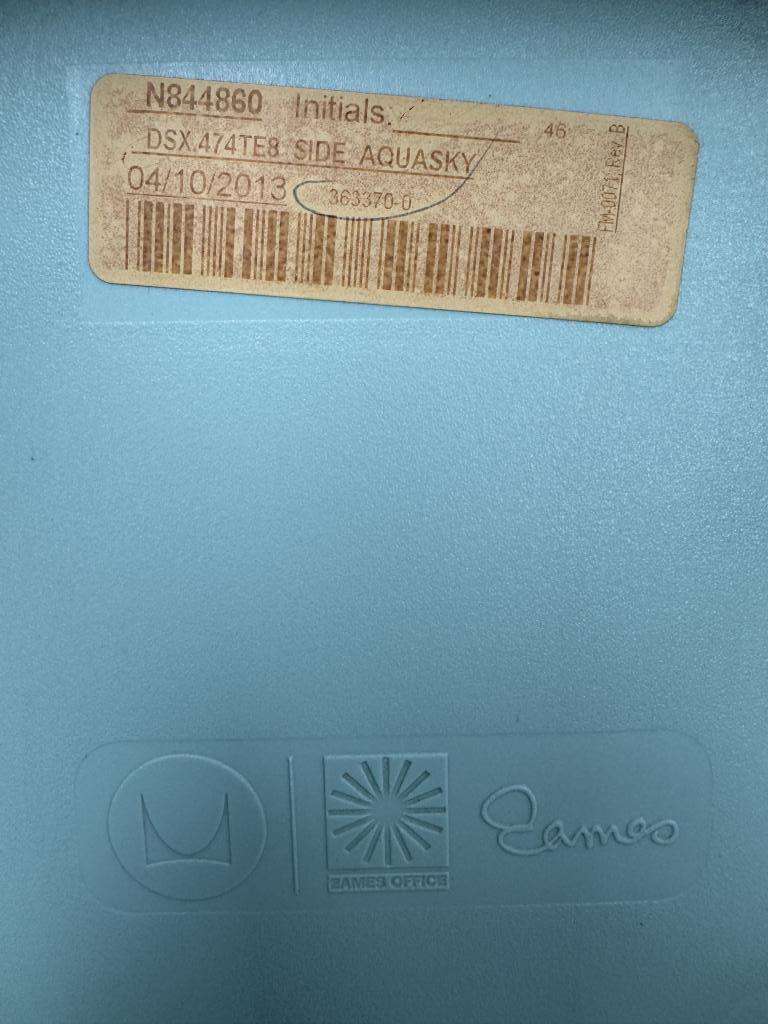 N844860 Initials. 46
DSX.474TE8 SIDE AQUASKY
04/10/2013 363370-0
FM-0071 Rev B
EAMES OFFICE
Eames